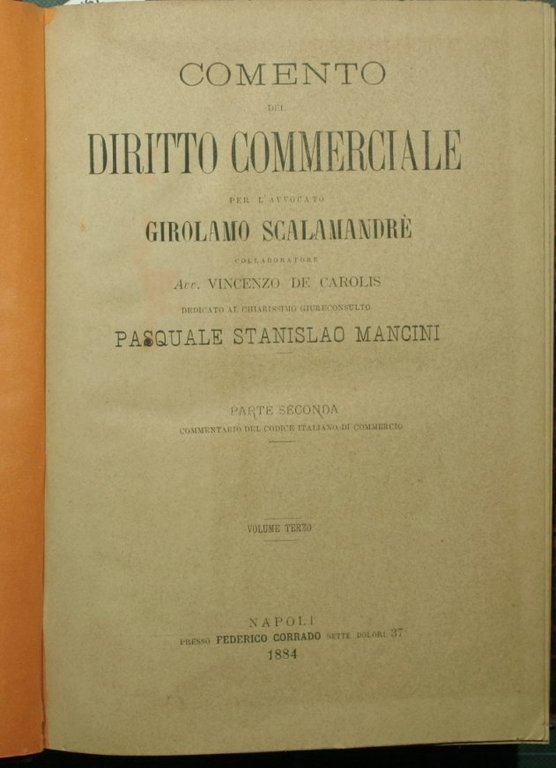 COMENTO
DEL
DIRITTO COMMERCIALE
PER L'AVVOCATO
GIROLAMO SCALAMANDRÈ
COLLABORATORE
Avv. VINCENZO DE CAROLIS
DEDICATO AL CHIARISSIMO GIURECONSULTO
PASQUALE STANISLAO MANCINI
PARTE SECONDA
COMMENTARIO DEL CODICE ITALIANO DI COMMERCIO
VOLUME TERZO
NAPOLI
PRESSO FEDERICO CORRADO SETTE DOLORI 37
1884